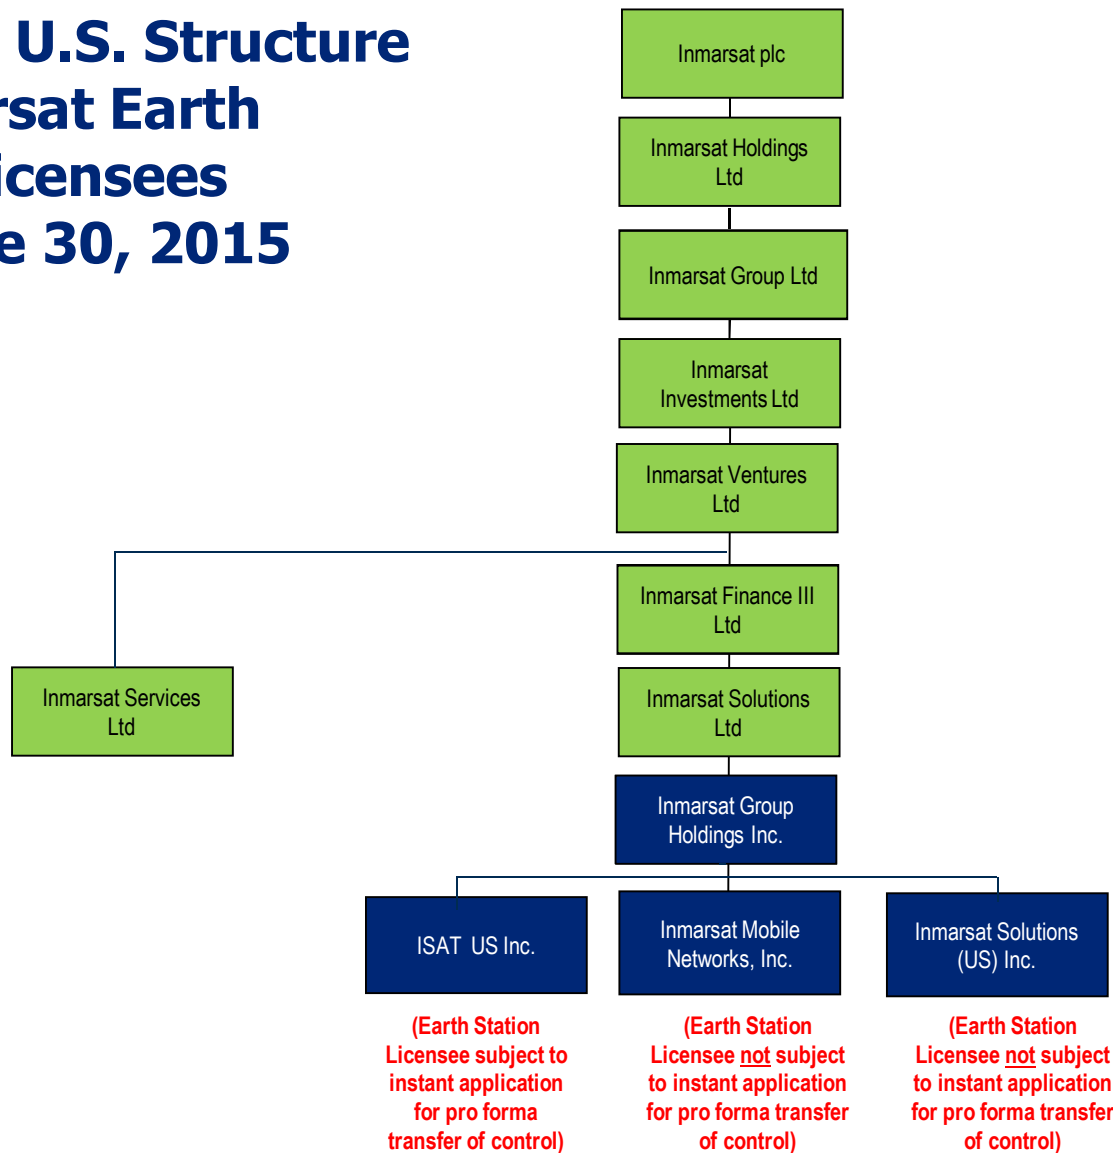 U.S. Structure
rsat Earth
icensees
e 30, 2015
Inmarsat plc
Inmarsat Holdings
Ltd
Inmarsat Group Ltd
Inmarsat
Investments Ltd
Inmarsat Ventures
Ltd
Inmarsat Finance III
Ltd
Inmarsat Services
Ltd
Inmarsat Solutions
Ltd
Inmarsat Group
Holdings Inc.
ISAT US Inc.
Inmarsat Mobile
Networks, Inc.
Inmarsat Solutions
(US) Inc.
(Earth Station
Licensee subject to
instant application
for pro forma
transfer of control)
(Earth Station
Licensee not subject
to instant application
for pro forma transfer
of control)
(Earth Station
Licensee not subject
to instant application
for pro forma transfer
of control)